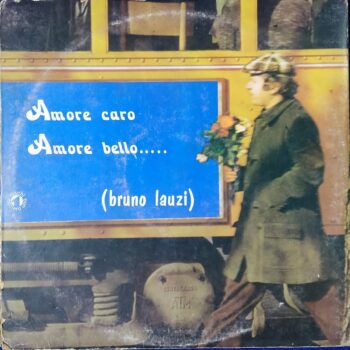 Amore caro
Amore bello.....
(bruno lauzi)